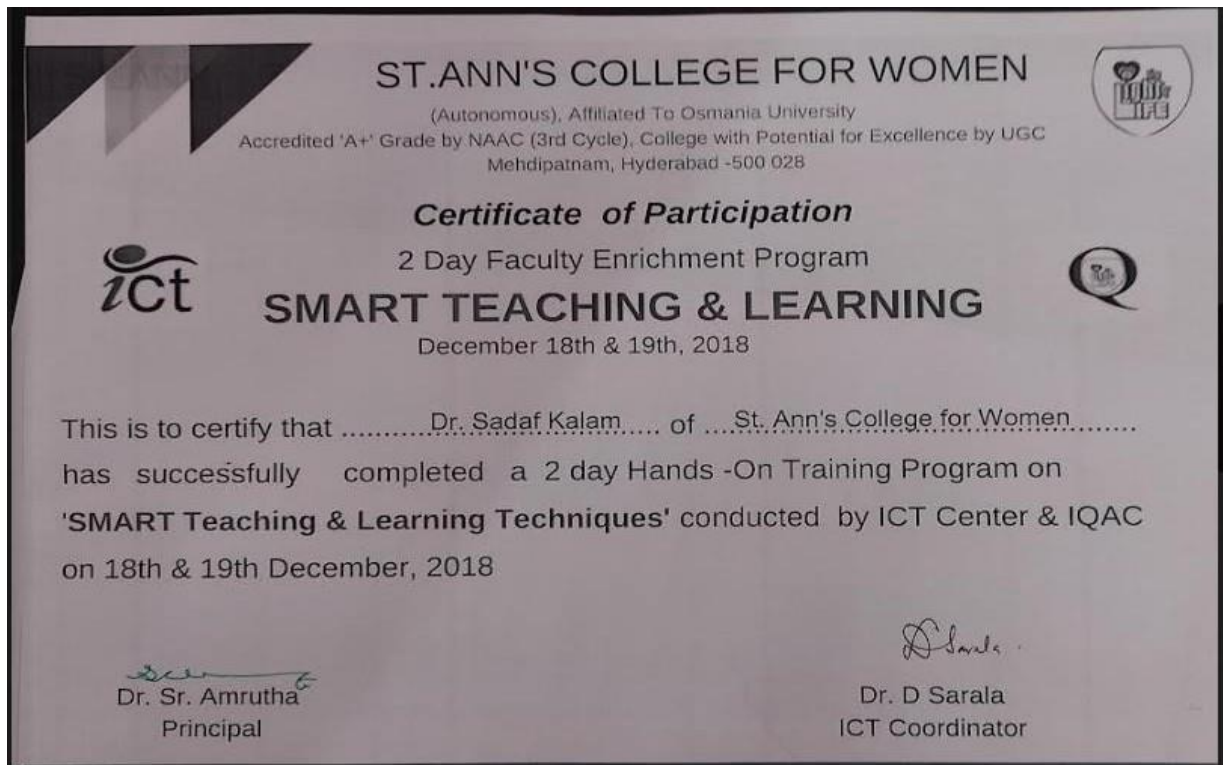 ST.ANN'S COLLEGE FOR WOMEN
(Autonomous), Affiliated To Osmania University
Accredited 'A+' Grade by NAAC (3rd Cycle), College with Potential for Excellence by UGC
Mehdipatnam, Hyderabad -500 028
LIFE
Certificate of Participation
ict
2 Day Faculty Enrichment Program
Q
SMART TEACHING & LEARNING
December 18th & 19th, 2018
This is to certify that ............Dr. Sadaf Kalam..... of ....St. Ann's College for Women........
has successfully completed a 2 day Hands -On Training Program on
'SMART Teaching & Learning Techniques' conducted by ICT Center & IQAC
on 18th & 19th December, 2018
D Sarala
Dr. Sr. Amrutha
Principal
Dr. D Sarala
ICT Coordinator